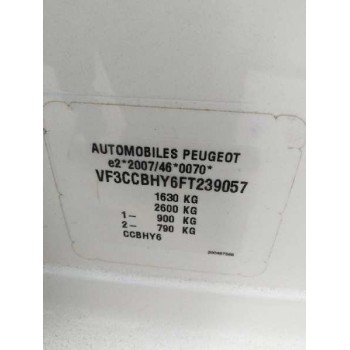 AUTOMOBILES PEUGEOT
e2*2007/46*0070*
VF3CCBHY6FT239057
1630 KG
2600 KG
1- 900 KG
2- 790 KG
CCBHY6